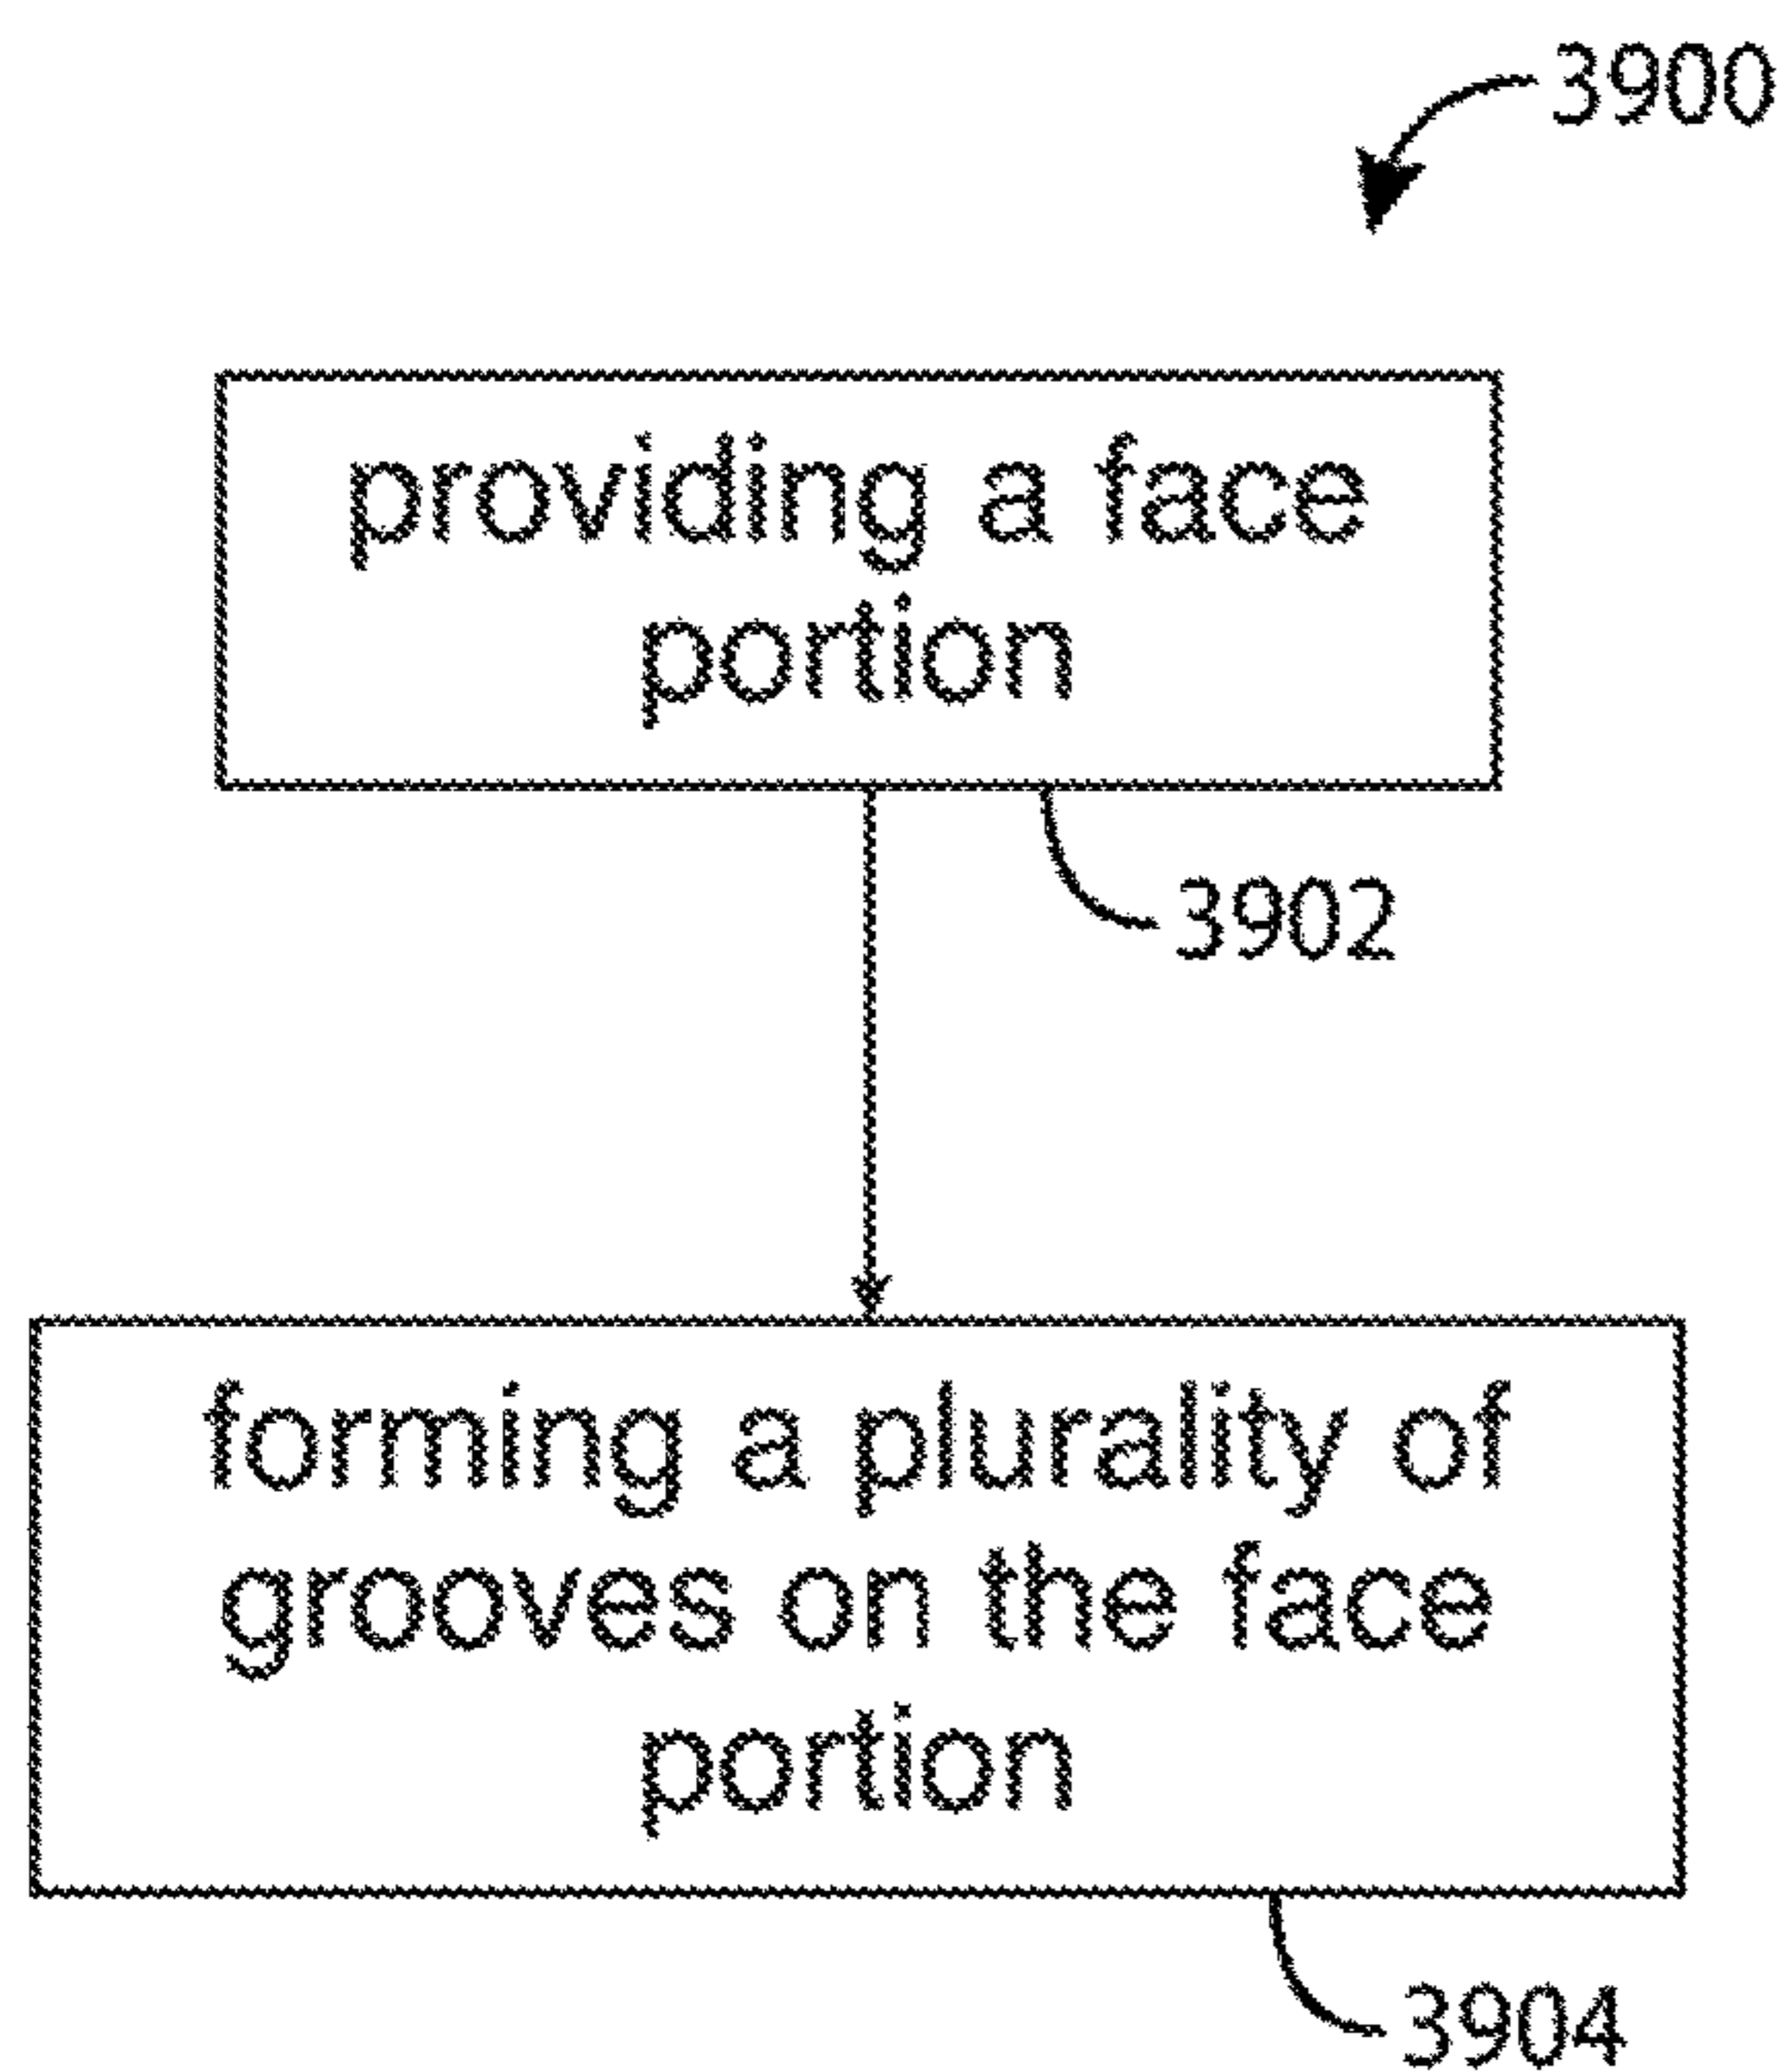 3900
providing a face
portion
3902
forming a plurality of
grooves on the face
portion
3904